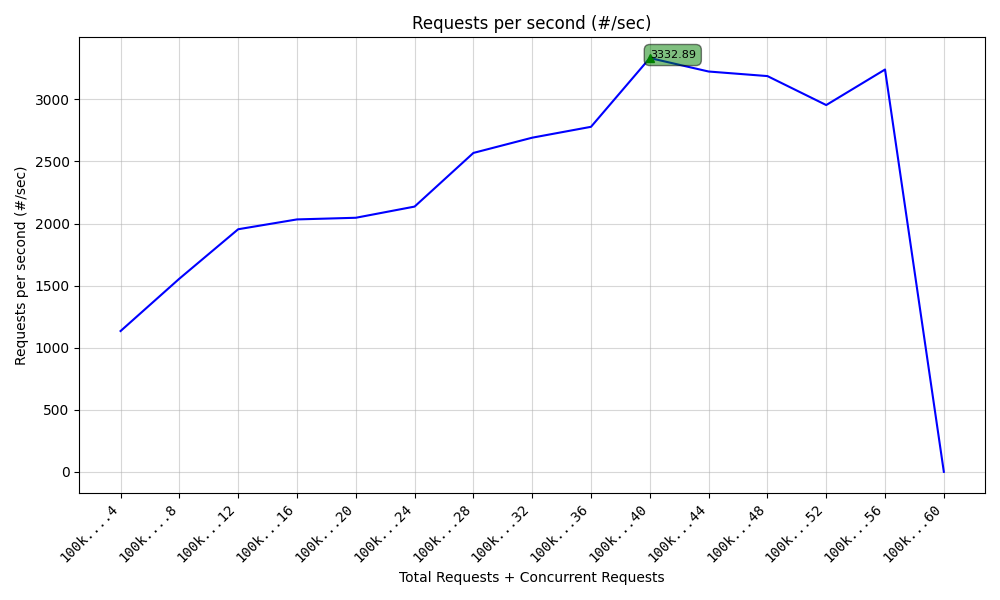 Requests per second (#/sec)
3332.89
Requests per second (#/sec)
3000
2500
2000
1500
1000
500
0
100k....4
100k....8
100k...12
100k...16
100k...20
100k...24
100k...28
100k...32
100k...36
100k...40
100k...44
100k...48
100k...52
100k...56
100k...60
Total Requests + Concurrent Requests